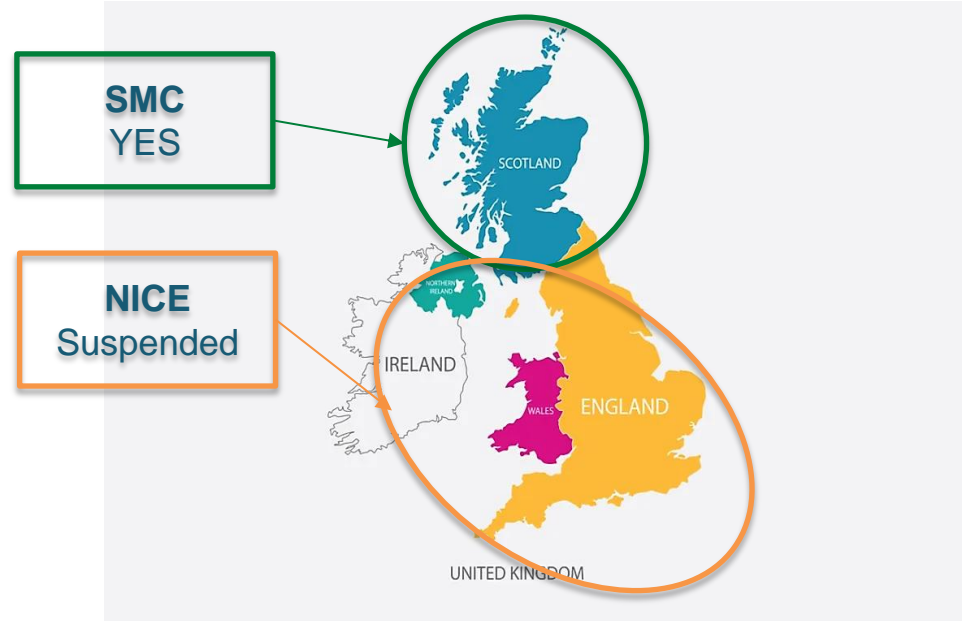 SMC
YES
SCOTLAND
NICE
Suspended
NORTHERN
IRELAND
IRELAND
WALES
ENGLAND
UNITED KINGDOM